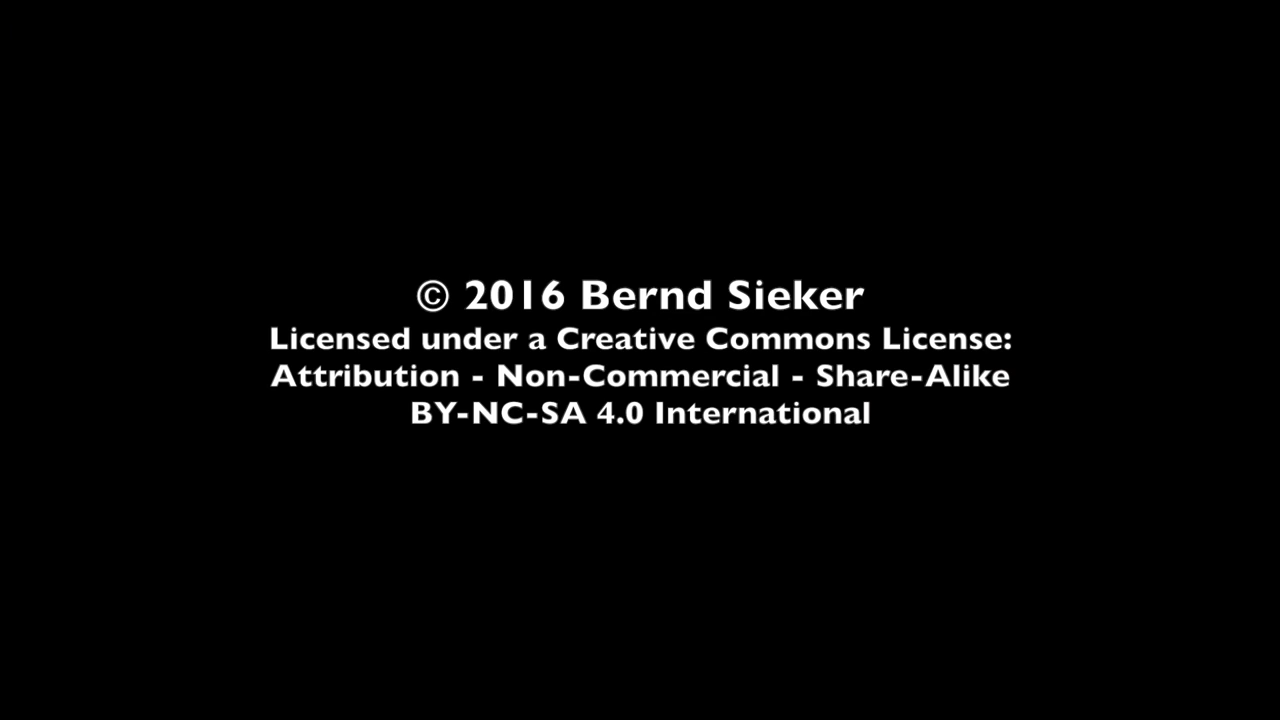 © 2016 Bernd Sieker
Licensed under a Creative Commons License:
Attribution - Non-Commercial - Share-Alike
BY-NC-SA 4.0 International